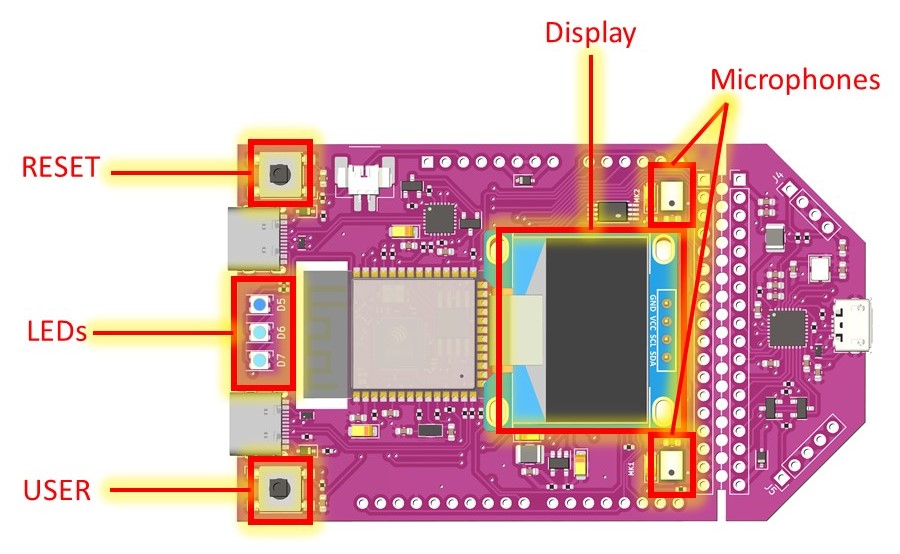 Display
Microphones
RESET
J4
MK2
GND VCC SCL SDA
D5
LEDs
D6
D7
MK1
USER
J5